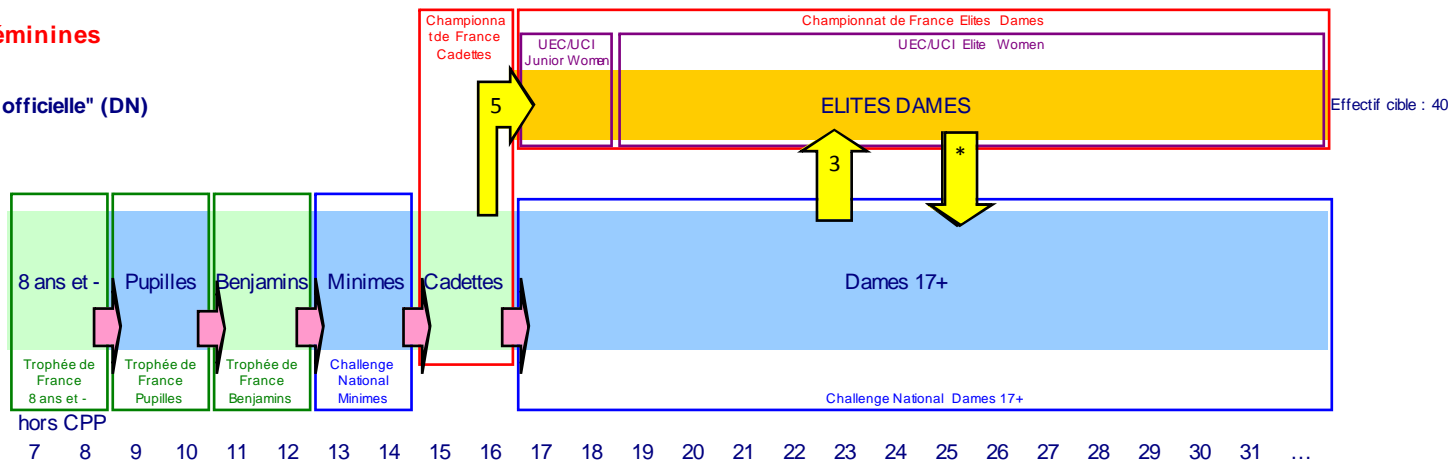 éminines
officielle" (DN)
Championna
t de France
Cadettes
Championnat de France Elites Dames
UEC/UCI
Junior Women
UEC/UCI Elite Women
5
ELITES DAMES
Effectif cible : 40
3
*
8 ans et -
Pupilles
Benjamins
Minimes
Cadettes
Dames 17+
Trophée de
France
8 ans et -
Trophée de
France
Pupilles
Trophée de
France
Benjamins
Challenge
National
Minimes
Challenge National Dames 17+
hors CPP
7 8 9 10 11 12 13 14 15 16 17 18 19 20 21 22 23 24 25 26 27 28 29 30 31 ...